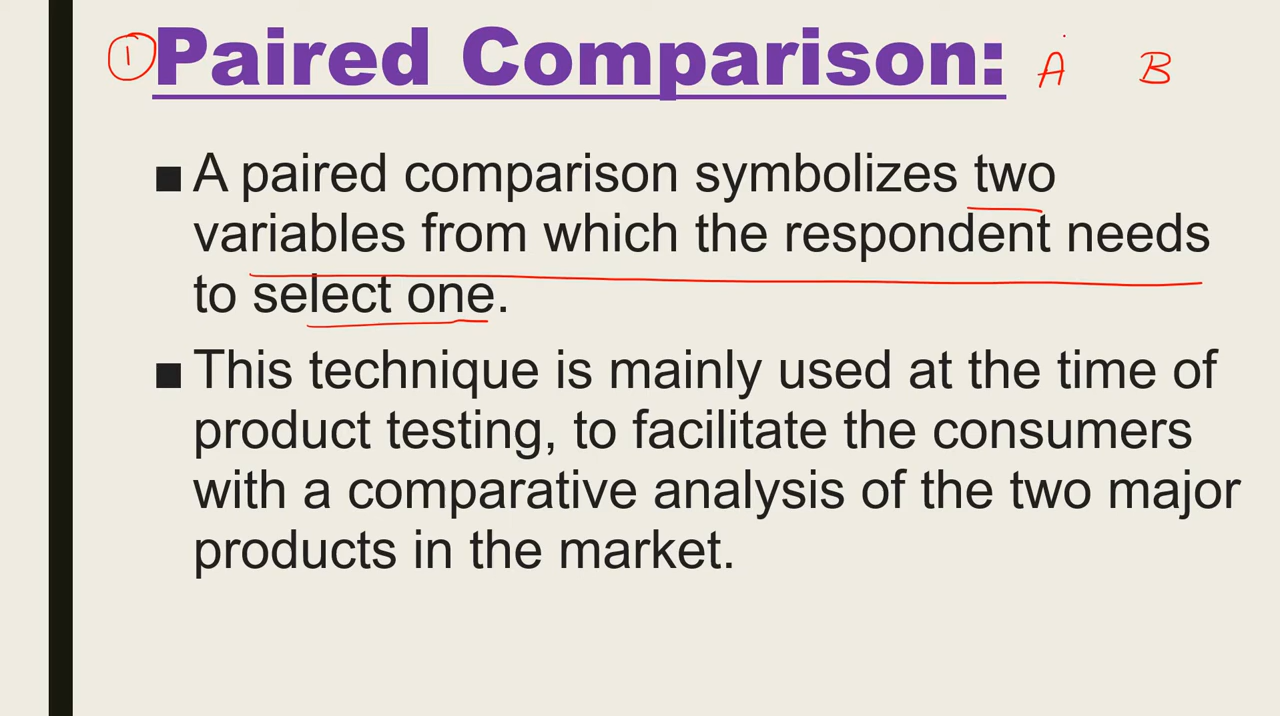 ① Paired Comparison: A B
■ A paired comparison symbolizes two
variables from which the respondent needs
to select one.
■ This technique is mainly used at the time of
product testing, to facilitate the consumers
with a comparative analysis of the two major
products in the market.